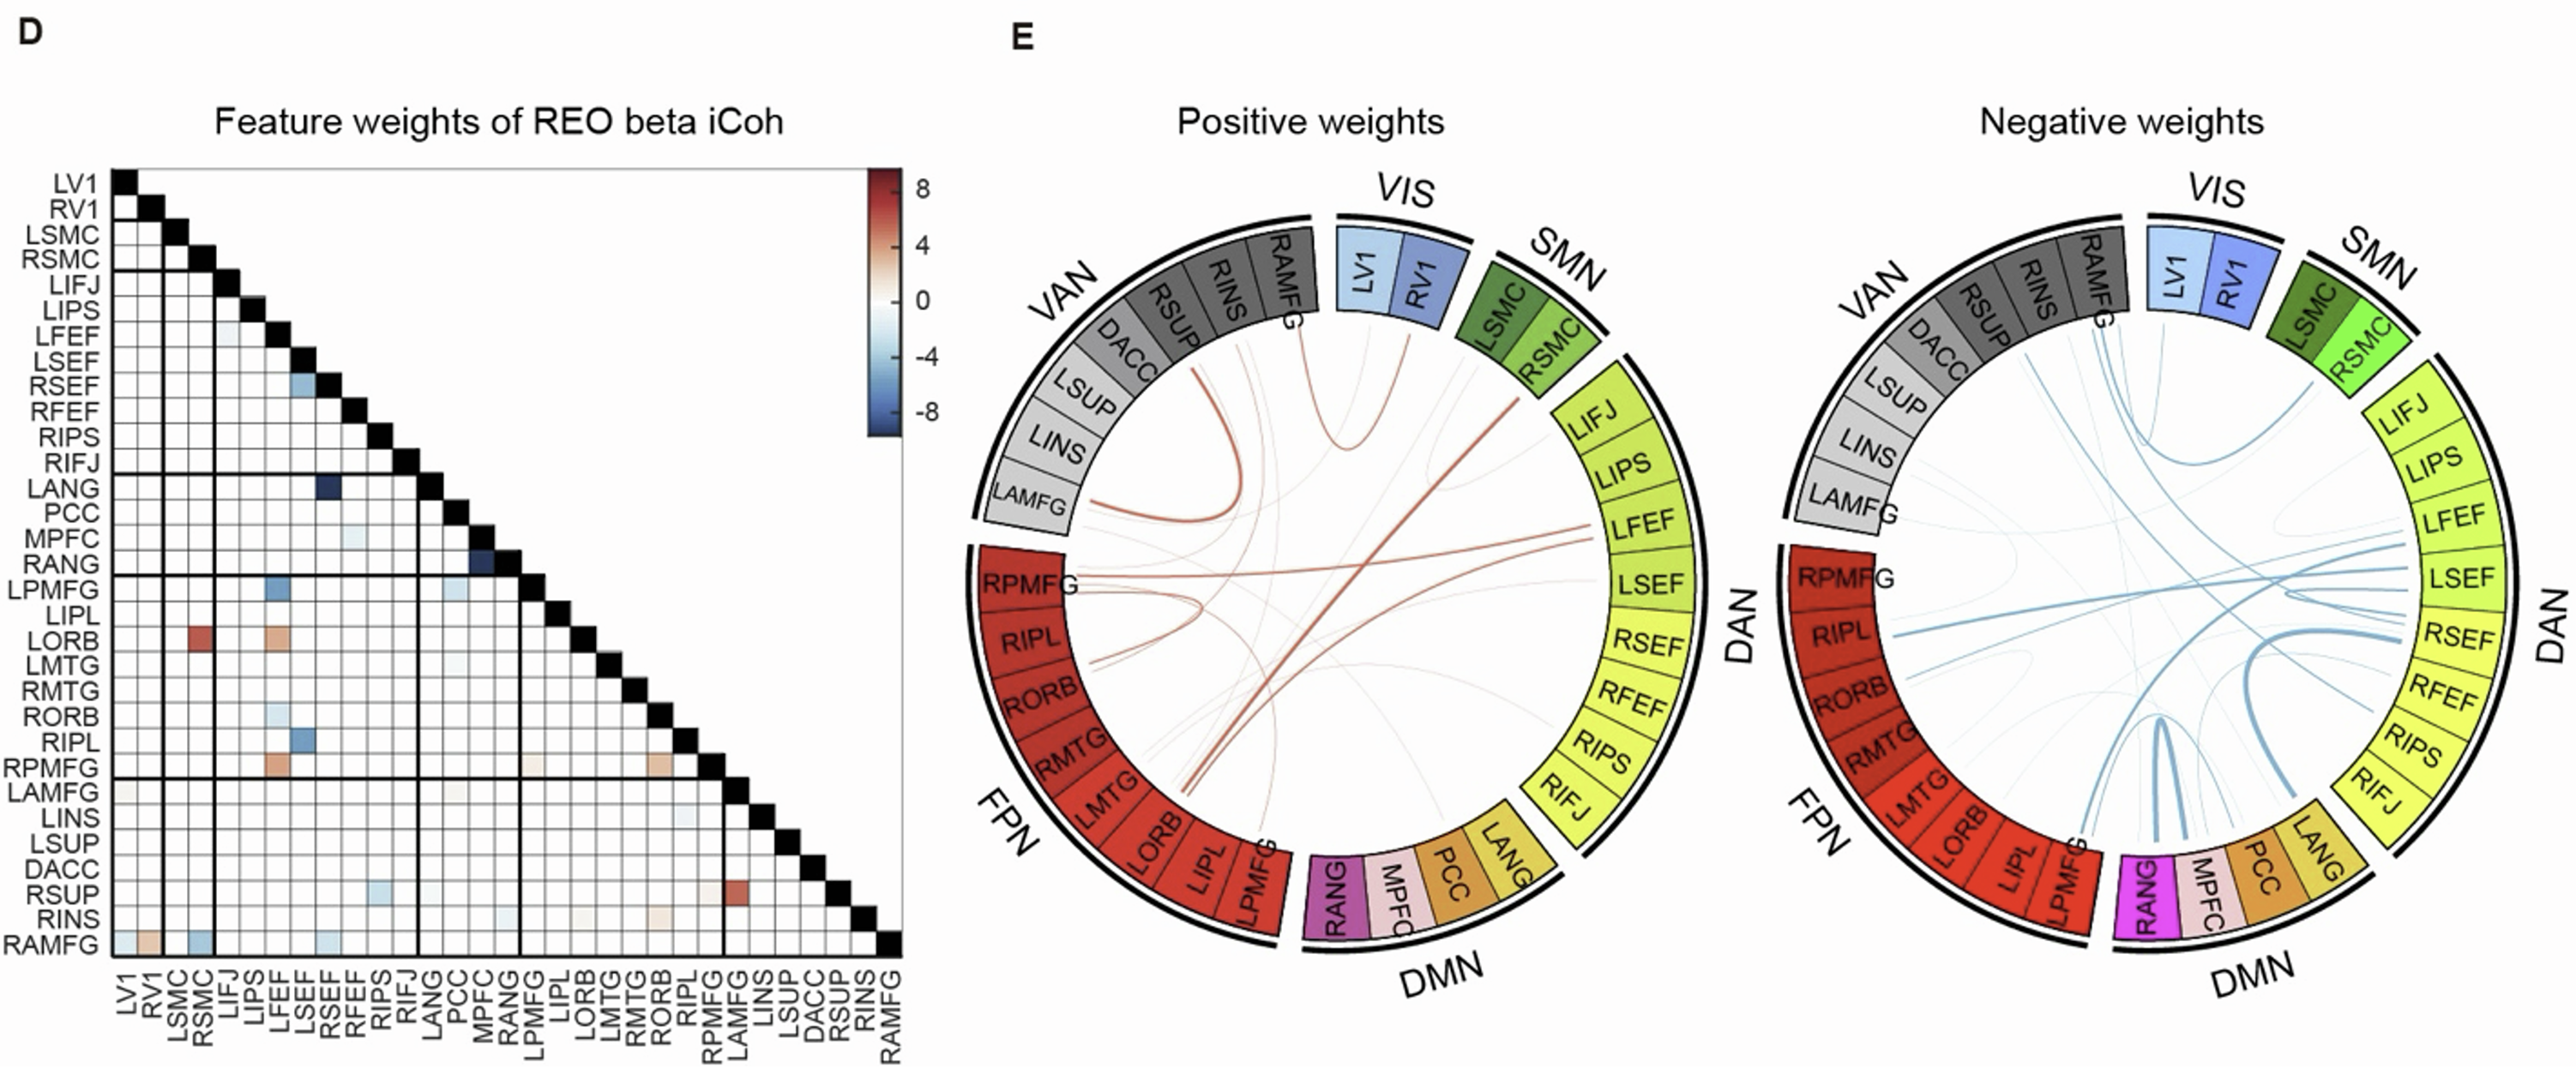 D
E
Feature weights of REO beta iCoh
LV1
RV1
LSMC
RSMC
LIFJ
LIPS
LFEF
LSEF
RSEF
RFEF
RIPS
RIFJ
LANG
PCC
MPFC
RANG
LPMFG
LIPL
LORB
LMTG
RMTG
RORB
RIPL
RPMFG
LAMFG
LINS
LSUP
DACC
RSUP
RINS
RAMFG
LV1
RV1
LSMC
RSMC
LIFJ
LIPS
LFEF
LSEF
RSEF
RFEF
RIPS
RIFJ
LANG
PCC
MPFC
RANG
LPMFG
LIPL
LORB
LMTG
RMTG
RORB
RIPL
RPMFG
LAMFG
LINS
LSUP
DACC
RSUP
RINS
RAMFG
8
4
0
-4
-8
Positive weights
VIS
SMN
DAN
DMN
FPN
VAN
LV1
RV1
LSMC
RSMC
LIFJ
LIPS
LFEF
LSEF
RSEF
RFEF
RIPS
RIFJ
LANG
PCC
MPFC
RANG
LPMFG
LIPL
LORB
LMTG
RMTG
RORB
RIPL
RPMFG
LAMFG
LINS
LSUP
DACC
RSUP
RINS
RAMFG
Negative weights
VIS
SMN
DAN
DMN
FPN
VAN
LV1
RV1
LSMC
RSMC
LIFJ
LIPS
LFEF
LSEF
RSEF
RFEF
RIPS
RIFJ
LANG
PCC
MPFC
RANG
LPMFG
LIPL
LORB
LMTG
RMTG
RORB
RIPL
RPMFG
LAMFG
LINS
LSUP
DACC
RSUP
RINS
RAMFG